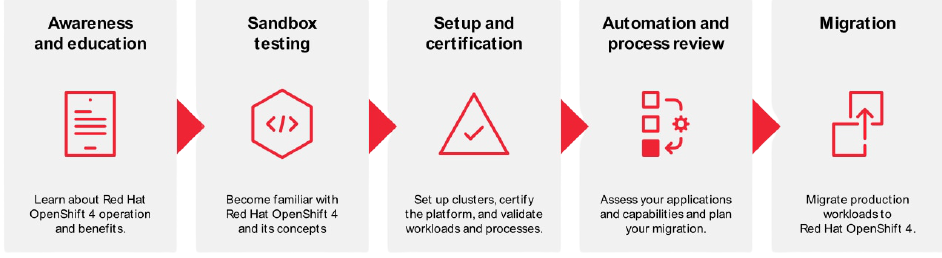 Awareness
and education
Learn about Red Hat
OpenShift 4 operation
and benefits.
Sandbox
testing
</>
Become familiar with
Red Hat OpenShift 4
and its concepts
Setup and
certification
Set up clusters, certify
the platform, and validate
workloads and processes.
Automation and
process review
Assess your applications
and capabilities and plan
your migration.
Migration
Migrate production
workloads to
Red Hat OpenShift 4.